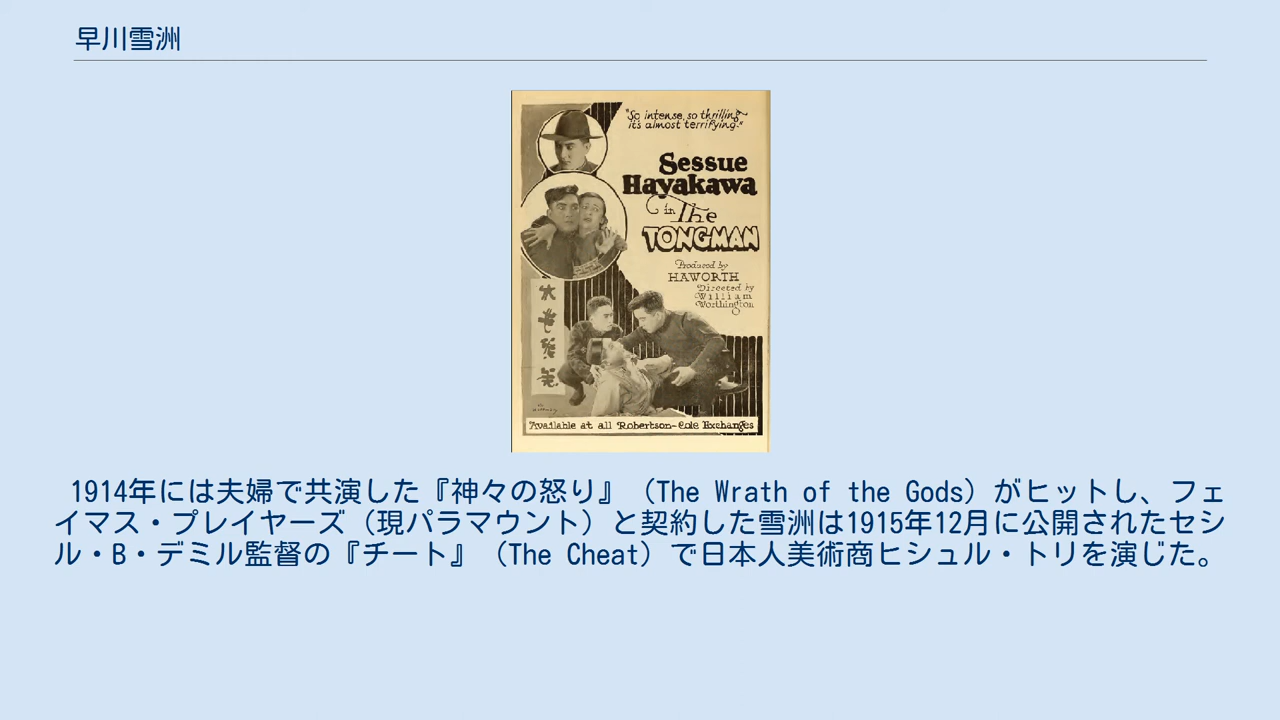 早川雪洲
"So intense, so thrilling
it's almost terrifying."
Sessue
Hayakawa
in The
TONGMAN
Produced by
HAWORTH
Directed by
William
Worthington
Available at all Robertson-Cole Exchanges
1914年には夫婦で共演した『神々の怒り』（The Wrath of the Gods）がヒットし、フェ
イマス・プレイヤーズ（現パラマウント）と契約した雪洲は1915年12月に公開されたセシ
ル・B・デミル監督の『チート』（The Cheat）で日本人美術商ヒシュル・トリを演じた。